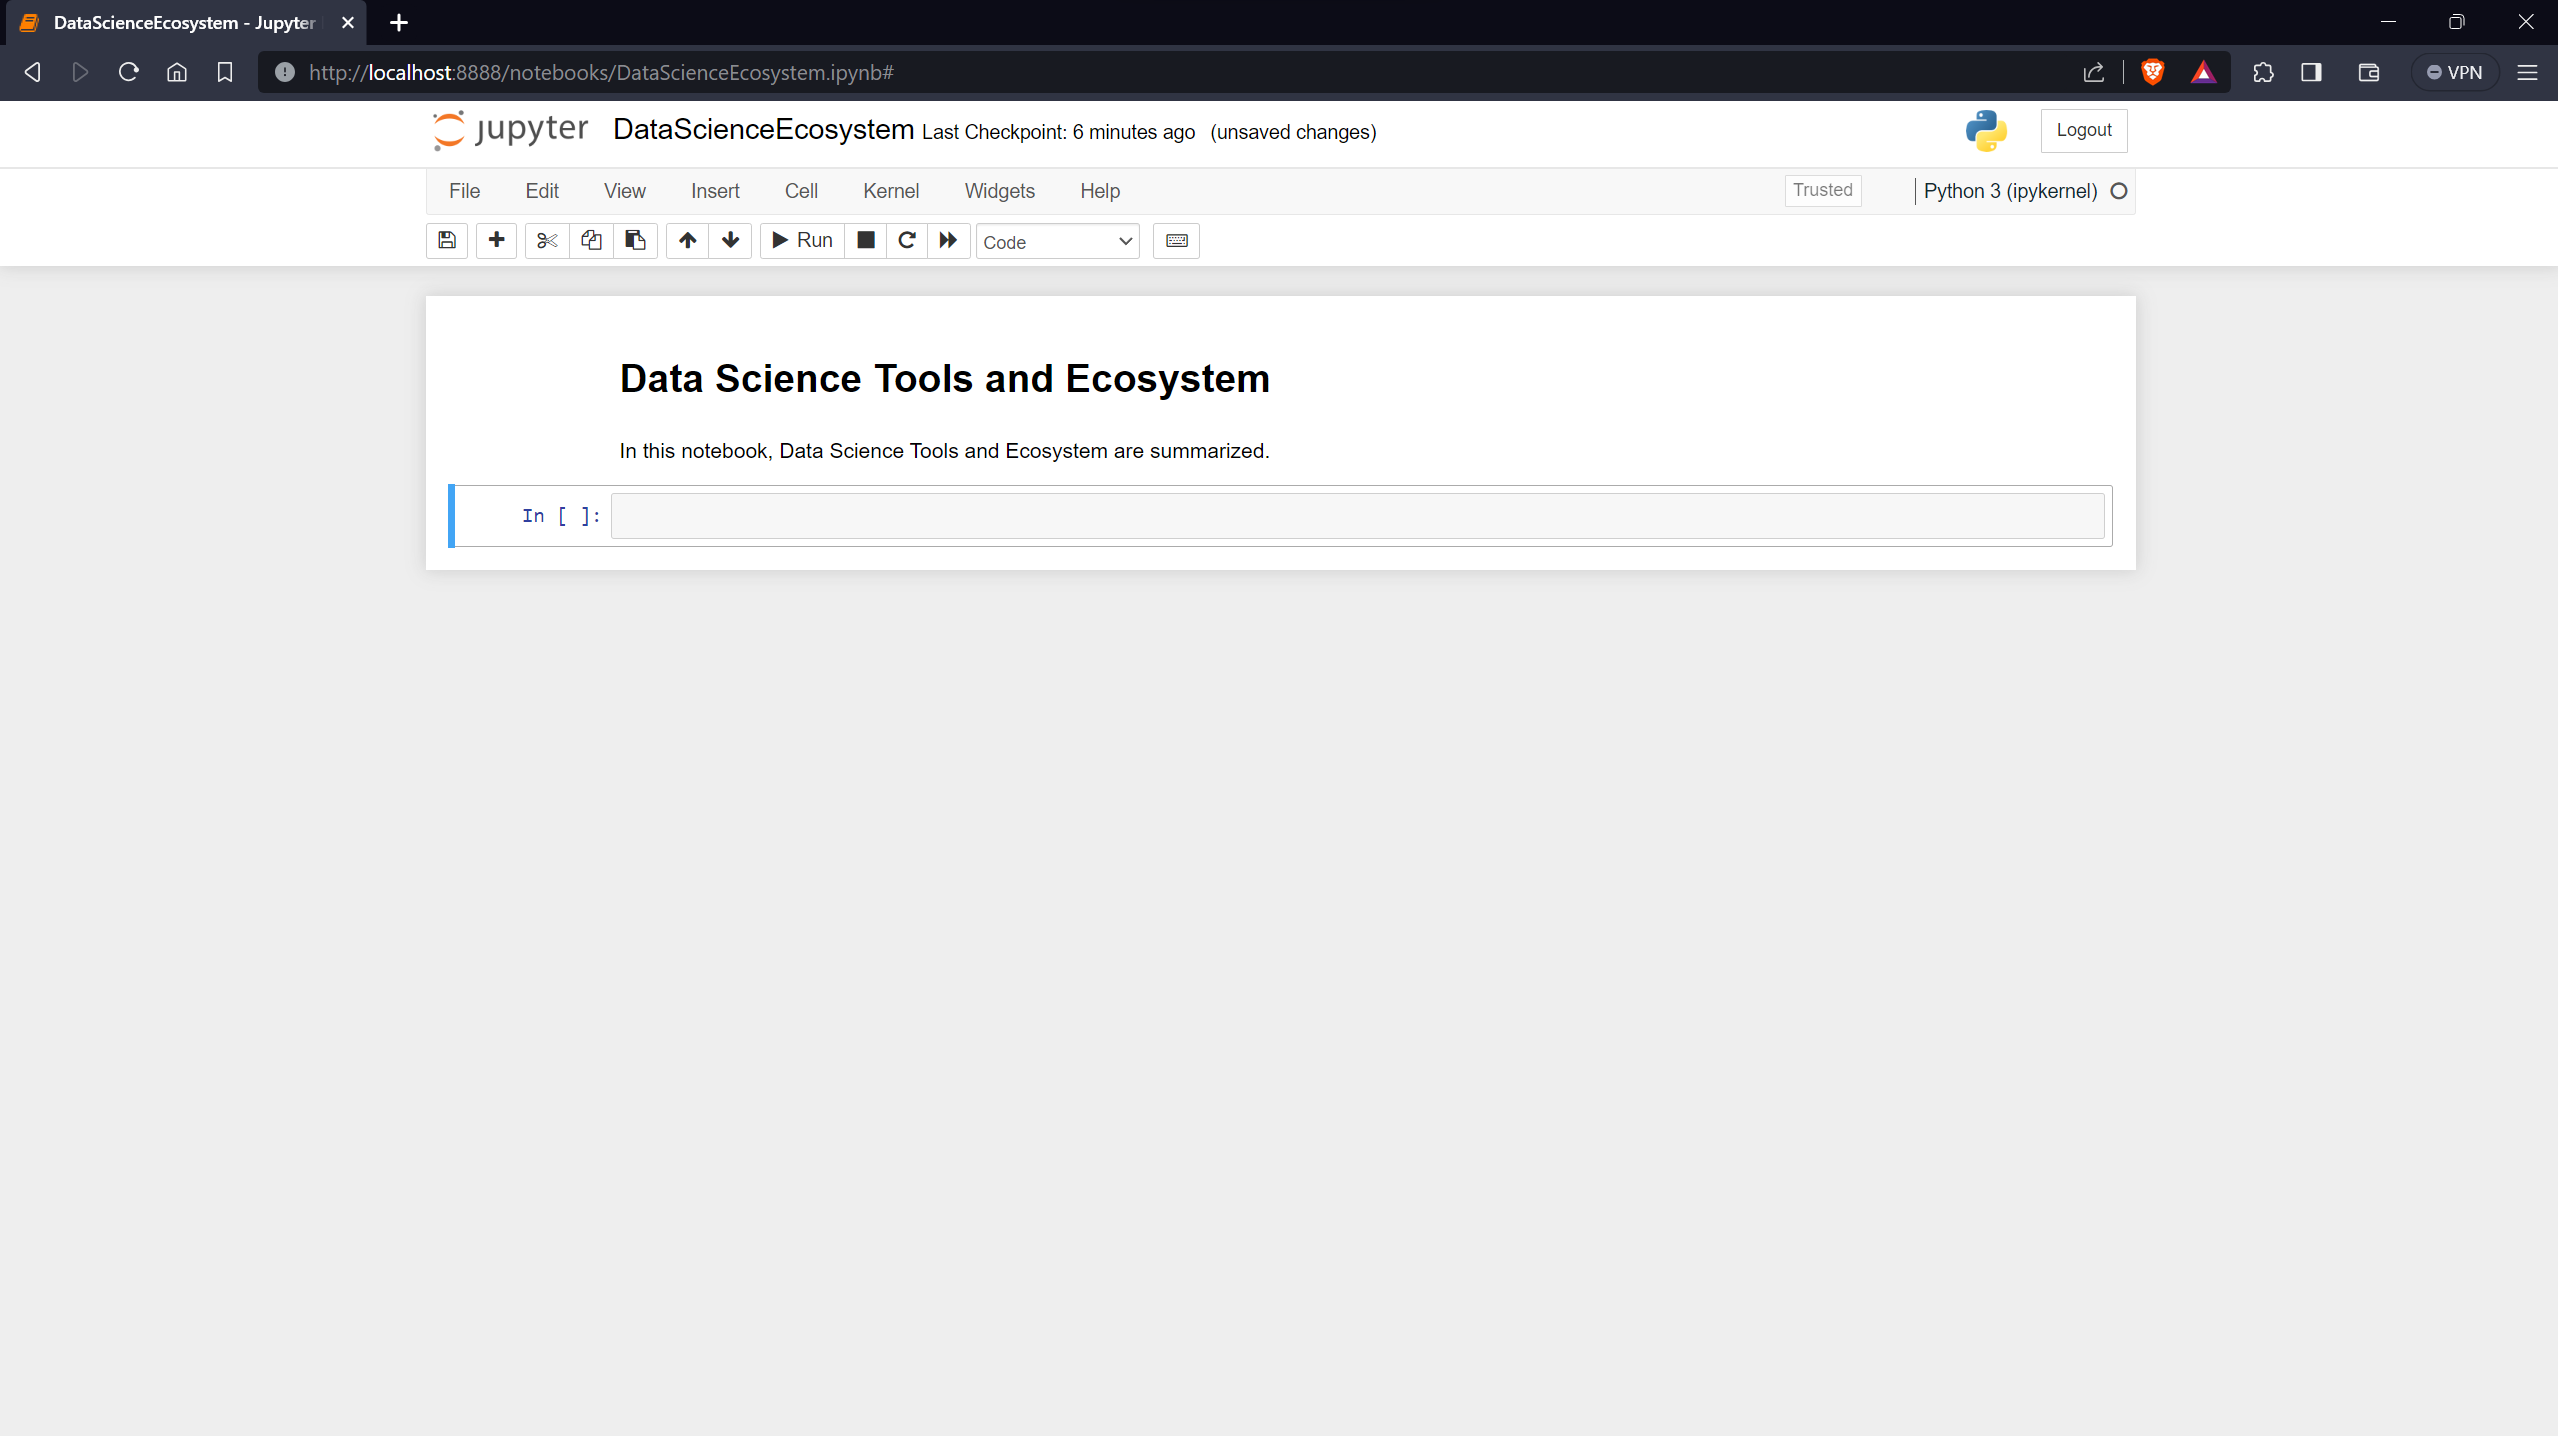 DataScienceEcosystem - Jupyter
http://localhost:8888/notebooks/DataScienceEcosystem.ipynb#
VPN
jupyter DataScienceEcosystem Last Checkpoint: 6 minutes ago (unsaved changes)
Logout
File Edit View Insert Cell Kernel Widgets Help
Trusted
Python 3 (ipykernel)
Run
Code
Data Science Tools and Ecosystem
In this notebook, Data Science Tools and Ecosystem are summarized.
In [ ]: